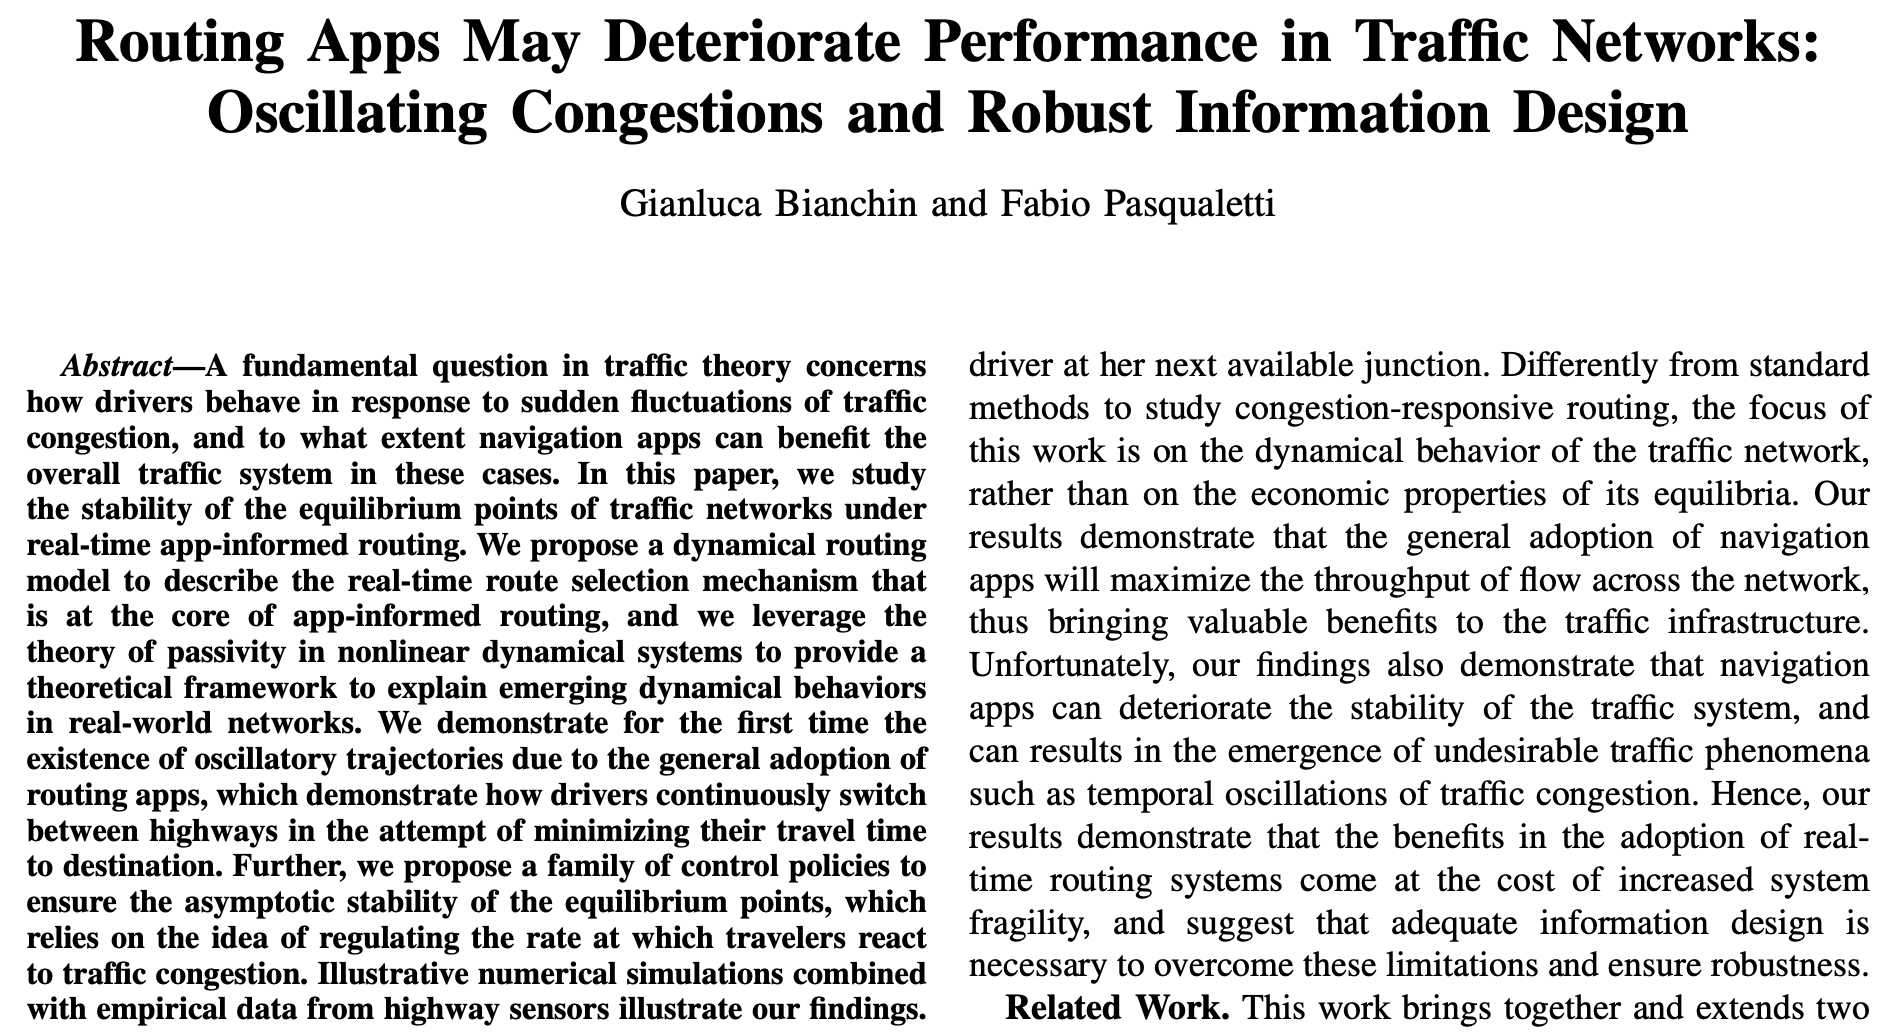 Routing Apps May Deteriorate Performance in Traffic Networks:
Oscillating Congestions and Robust Information Design
Gianluca Bianchin and Fabio Pasqualetti
Abstract—A fundamental question in traffic theory concerns
how drivers behave in response to sudden fluctuations of traffic
congestion, and to what extent navigation apps can benefit the
overall traffic system in these cases. In this paper, we study
the stability of the equilibrium points of traffic networks under
real-time app-informed routing. We propose a dynamical routing
model to describe the real-time route selection mechanism that
is at the core of app-informed routing, and we leverage the
theory of passivity in nonlinear dynamical systems to provide a
theoretical framework to explain emerging dynamical behaviors
in real-world networks. We demonstrate for the first time the
existence of oscillatory trajectories due to the general adoption of
routing apps, which demonstrate how drivers continuously switch
between highways in the attempt of minimizing their travel time
to destination. Further, we propose a family of control policies to
ensure the asymptotic stability of the equilibrium points, which
relies on the idea of regulating the rate at which travelers react
to traffic congestion. Illustrative numerical simulations combined
with empirical data from highway sensors illustrate our findings.
driver at her next available junction. Differently from standard
methods to study congestion-responsive routing, the focus of
this work is on the dynamical behavior of the traffic network,
rather than on the economic properties of its equilibria. Our
results demonstrate that the general adoption of navigation
apps will maximize the throughput of flow across the network,
thus bringing valuable benefits to the traffic infrastructure.
Unfortunately, our findings also demonstrate that navigation
apps can deteriorate the stability of the traffic system, and
can results in the emergence of undesirable traffic phenomena
such as temporal oscillations of traffic congestion. Hence, our
results demonstrate that the benefits in the adoption of real-
time routing systems come at the cost of increased system
fragility, and suggest that adequate information design is
necessary to overcome these limitations and ensure robustness.
Related Work. This work brings together and extends two